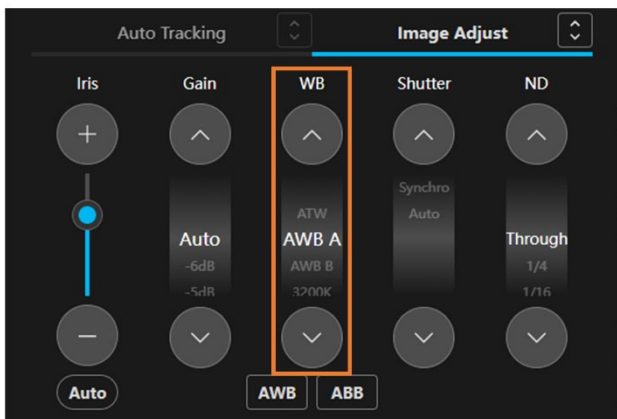 Auto Tracking
Image Adjust
Iris
Gain
WB
Shutter
ND
Synchro
ATW
Auto
Auto
AWB A
Through
-6dB
AWB B
1/4
-5dB
3200K
1/16
Auto
AWB
ABB